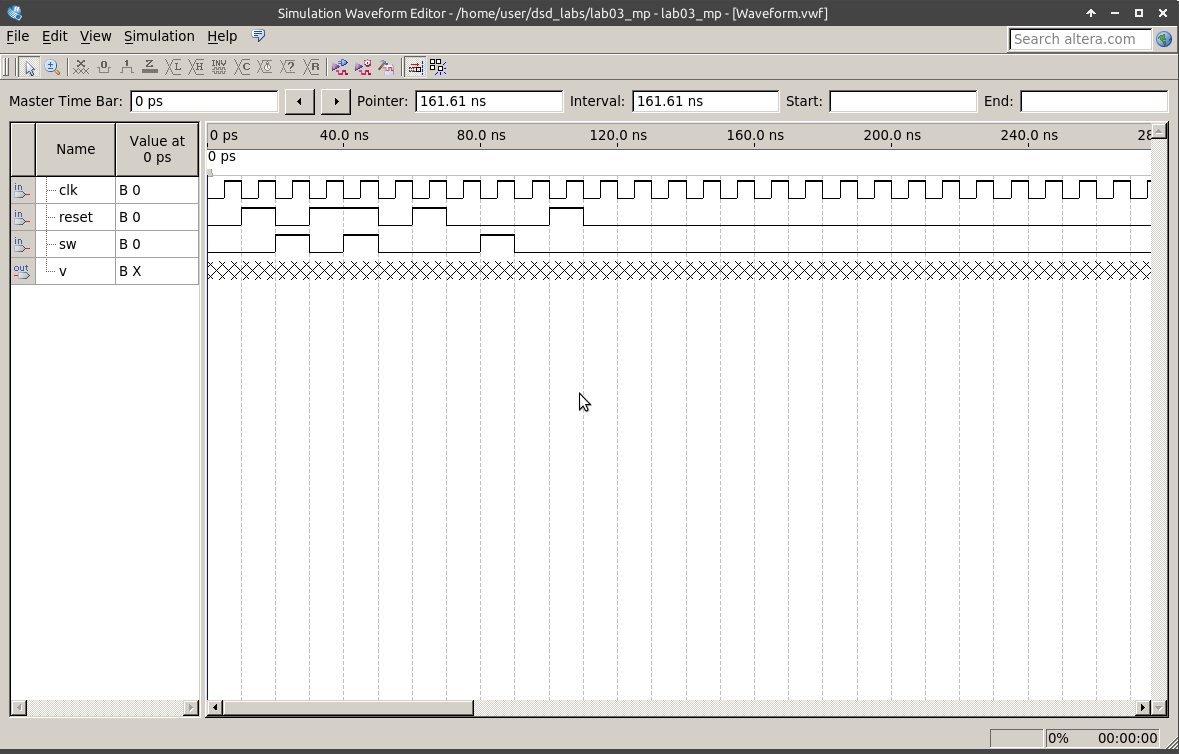 Simulation Waveform Editor - /home/user/dsd_labs/lab03_mp - lab03_mp - [Waveform.vwf]
File Edit View Simulation Help
Search altera.com
Master Time Bar: 0 ps Pointer: 161.61 ns Interval: 161.61 ns Start: End:
Name Value at 0 ps
0 ps 40.0 ns 80.0 ns 120.0 ns 160.0 ns 200.0 ns 240.0 ns 28
0 ps
in clk B 0
in reset B 0
in sw B 0
out v B X
0% 00:00:00